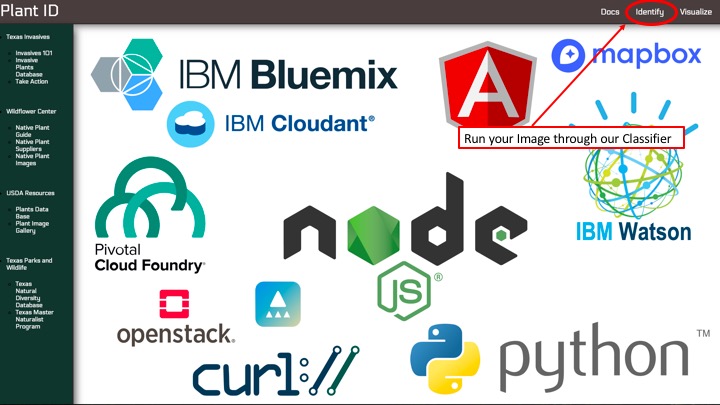 Plant ID
Docs
Identify
Visualize
Texas Invasives
Invasives 101
Invasive
Plants
Database
Take Action
Wildflower Center
Native Plant
Guide
Native Plant
Suppliers
Native Plant
Images
USDA Resources
Plants Data
Base
Plant Image
Gallery
Texas Parks and
Wildlife
Texas
Natural
Diversity
Database
Texas Master
Naturalist
Program
IBM Bluemix
IBM Cloudant®
A
mapbox
Run your Image through our Classifier
IBM Watson
Pivotal
Cloud Foundry
node
JS®
openstack®
curl://
python™